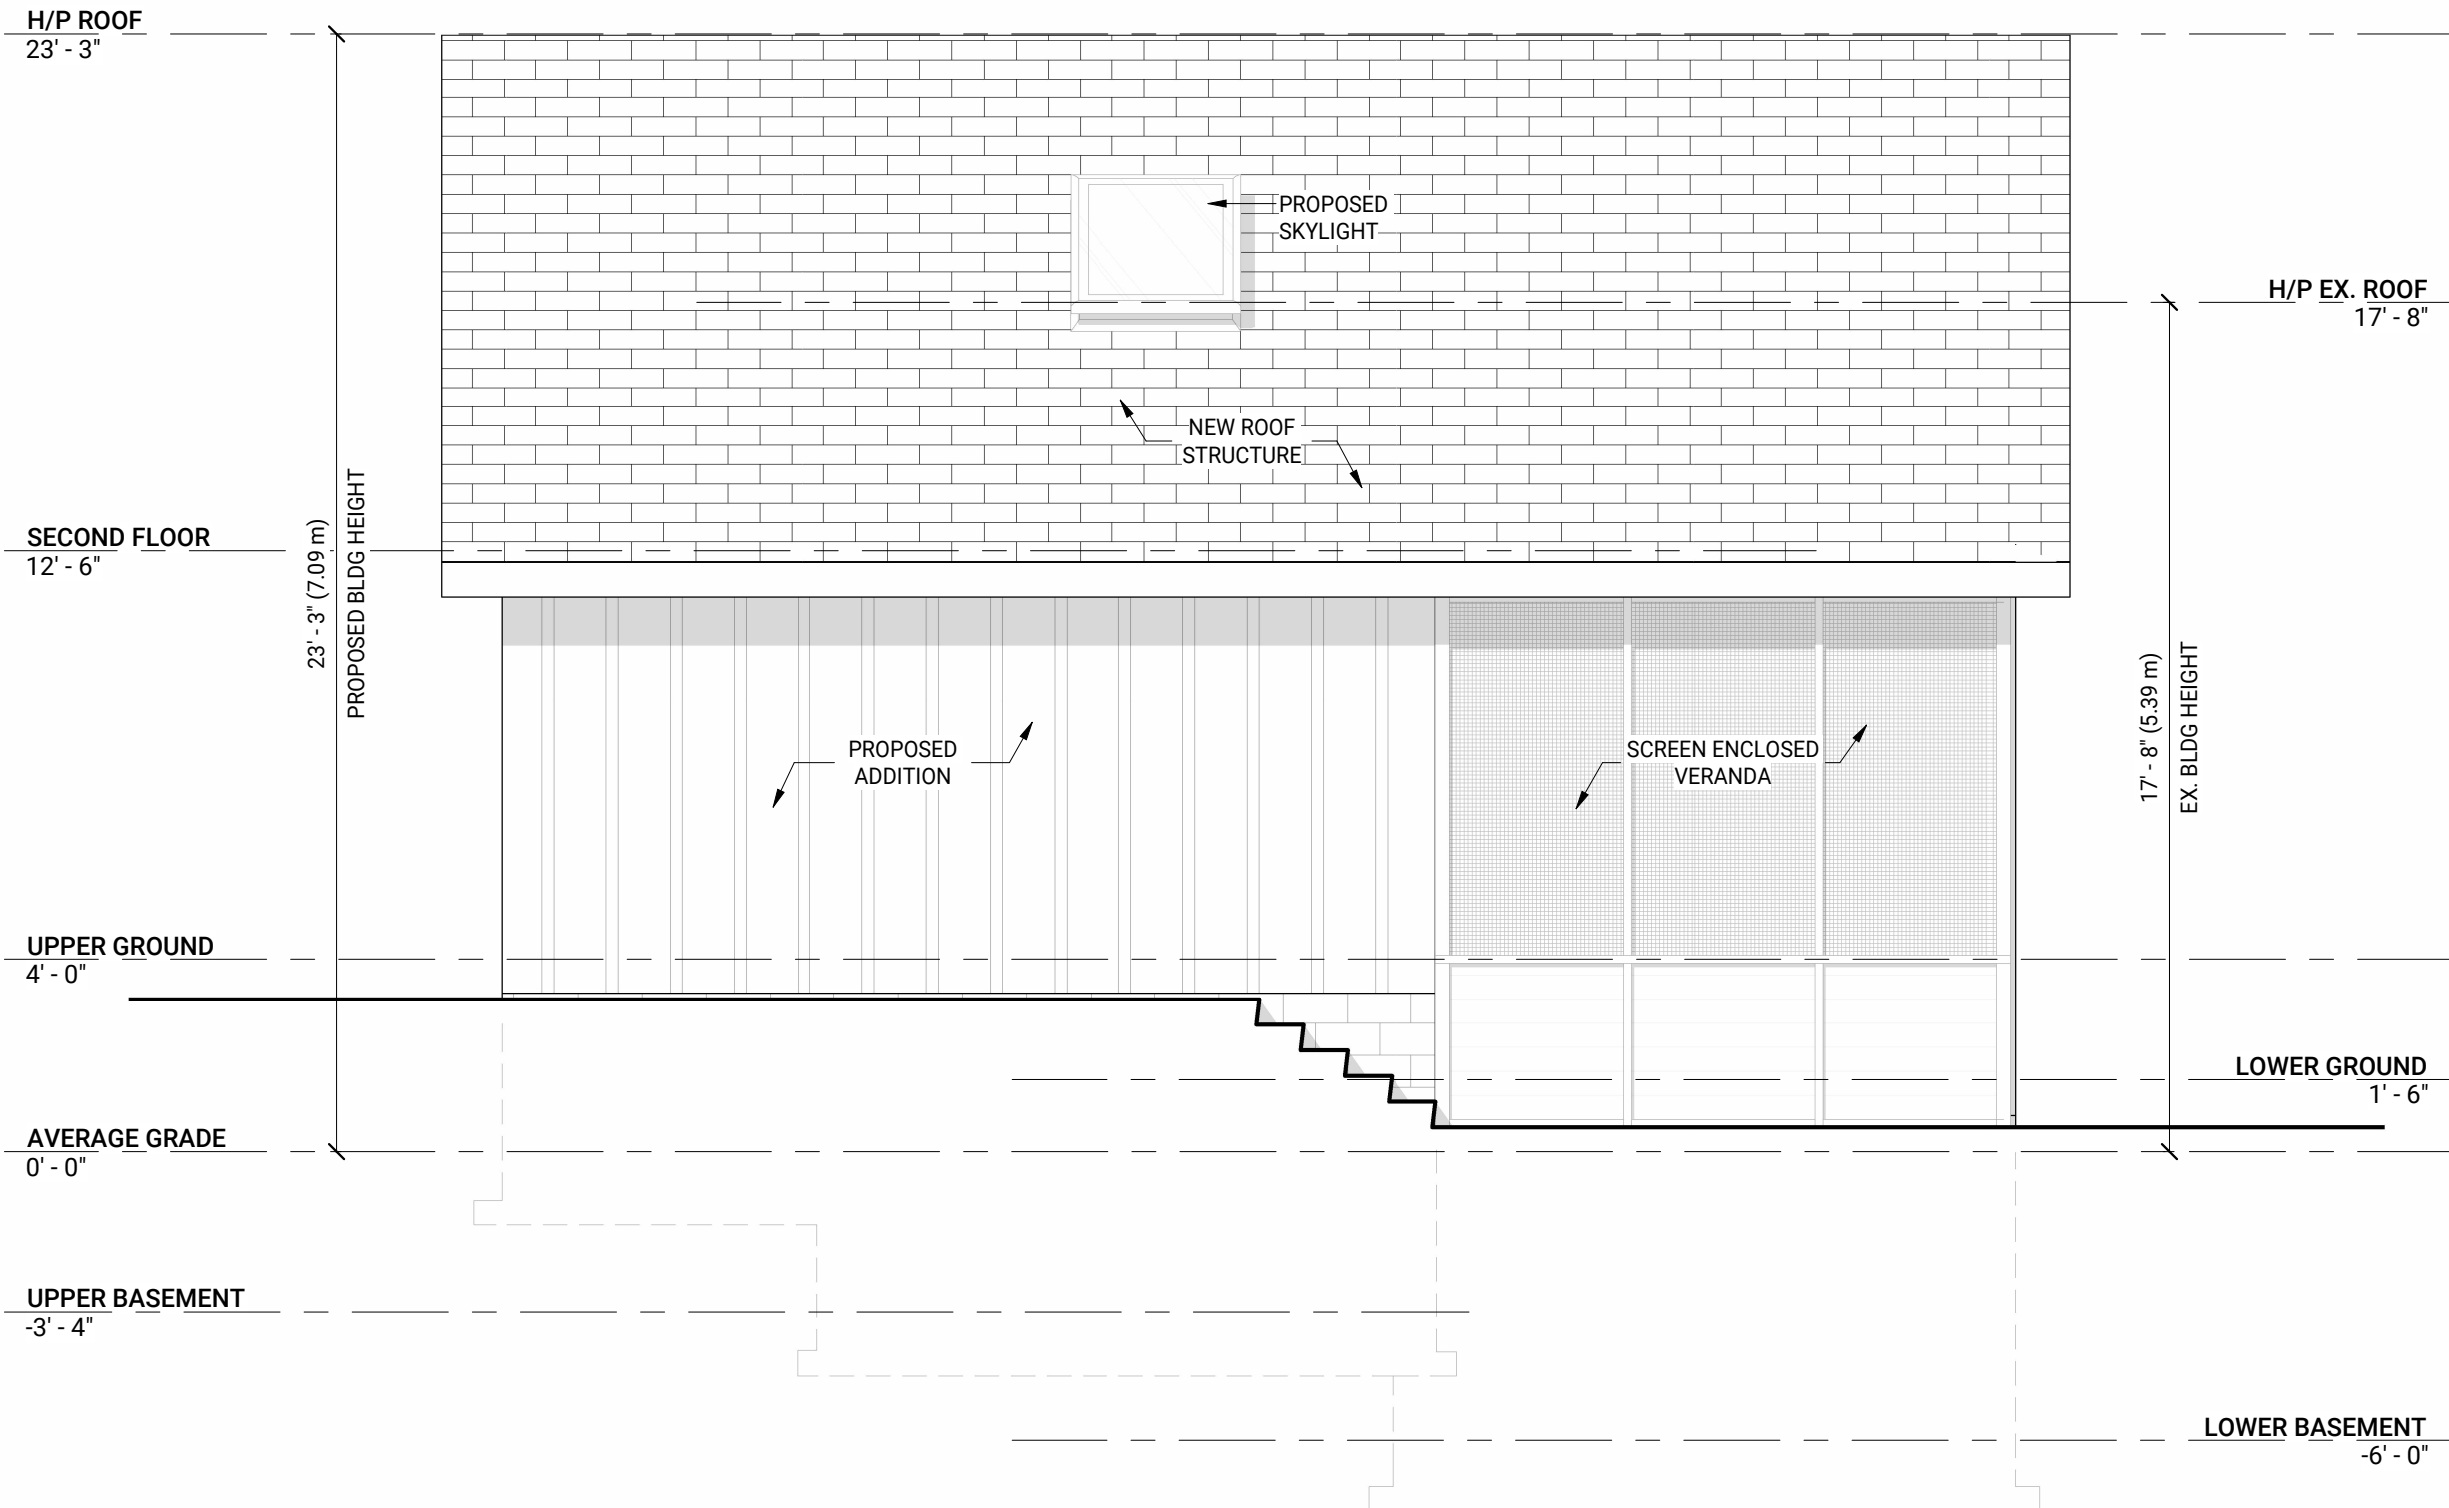 H/P ROOF
23' - 3"
PROPOSED
SKYLIGHT
H/P EX. ROOF
17' - 8"
NEW ROOF
STRUCTURE
SECOND FLOOR
12' - 6"
23' - 3" (7.09 m)
PROPOSED BLDG HEIGHT
PROPOSED
ADDITION
SCREEN ENCLOSED
VERANDA
17' - 8" (5.39 m)
EX. BLDG HEIGHT
UPPER GROUND
4' - 0"
LOWER GROUND
1' - 6"
AVERAGE GRADE
0' - 0"
UPPER BASEMENT
-3' - 4"
LOWER BASEMENT
-6' - 0"